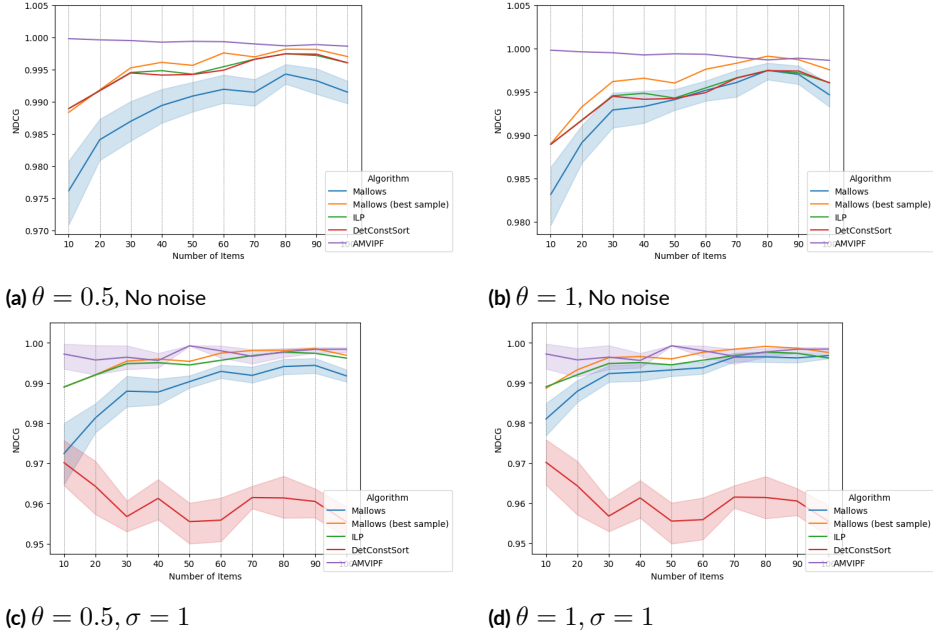 1.005
1.000
0.995
0.990
0.985
0.980
0.975
0.970
NDCG
10 20 30 40 50 60 70 80 90
Number of Items
Algorithm
Mallows
Mallows (best sample)
ILP
DetConstSort
AMVIPF
(a) θ = 0.5, No noise
1.005
1.000
0.995
0.990
0.985
0.980
NDCG
10 20 30 40 50 60 70 80 90
Number of Items
Algorithm
Mallows
Mallows (best sample)
ILP
DetConstSort
AMVIPF
(b) θ = 1, No noise
1.00
0.99
0.98
0.97
0.96
0.95
NDCG
10 20 30 40 50 60 70 80 90
Number of Items
Algorithm
Mallows
Mallows (best sample)
ILP
DetConstSort
AMVIPF
(c) θ = 0.5, σ = 1
1.00
0.99
0.98
0.97
0.96
0.95
NDCG
10 20 30 40 50 60 70 80 90
Number of Items
Algorithm
Mallows
Mallows (best sample)
ILP
DetConstSort
AMVIPF
(d) θ = 1, σ = 1